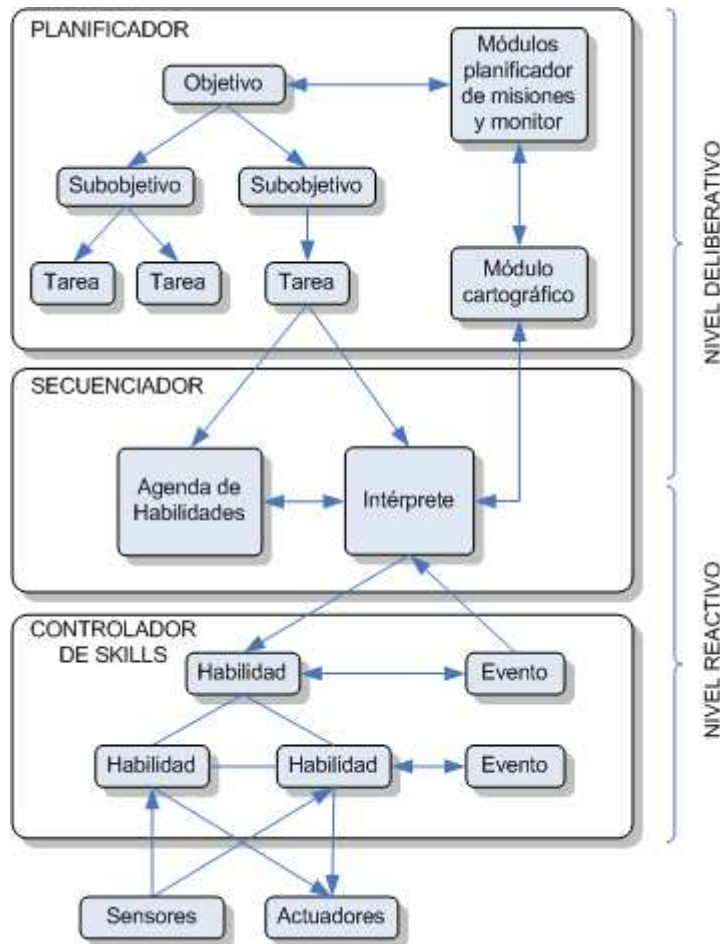 PLANIFICADOR
Objetivo
Módulos
planificador
de misiones
y monitor
Subobjetivo
Subobjetivo
Tarea
Tarea
Tarea
Módulo
cartográfico
NIVEL DELIBERATIVO
SECUENCIADOR
Agenda de
Habilidades
Intérprete
CONTROLADOR
DE SKILLS
Habilidad
Evento
Habilidad
Habilidad
Evento
NIVEL REACTIVO
Sensores
Actuadores